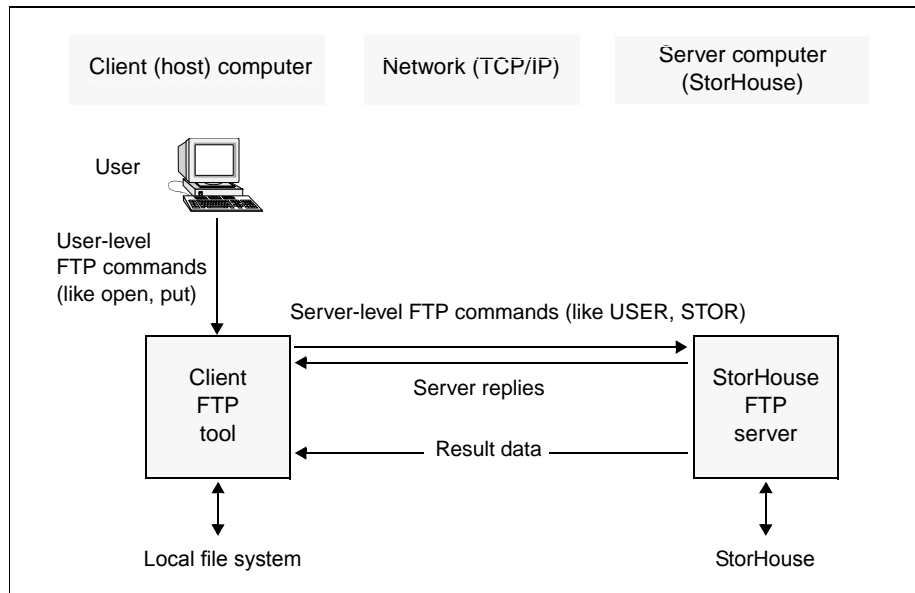 Client (host) computer
Network (TCP/IP)
Server computer
(StorHouse)
User
User-level
FTP commands
(like open, put)
Server-level FTP commands (like USER, STOR)
Client
FTP
tool
Server replies
StorHouse
FTP
server
Result data
Local file system
StorHouse